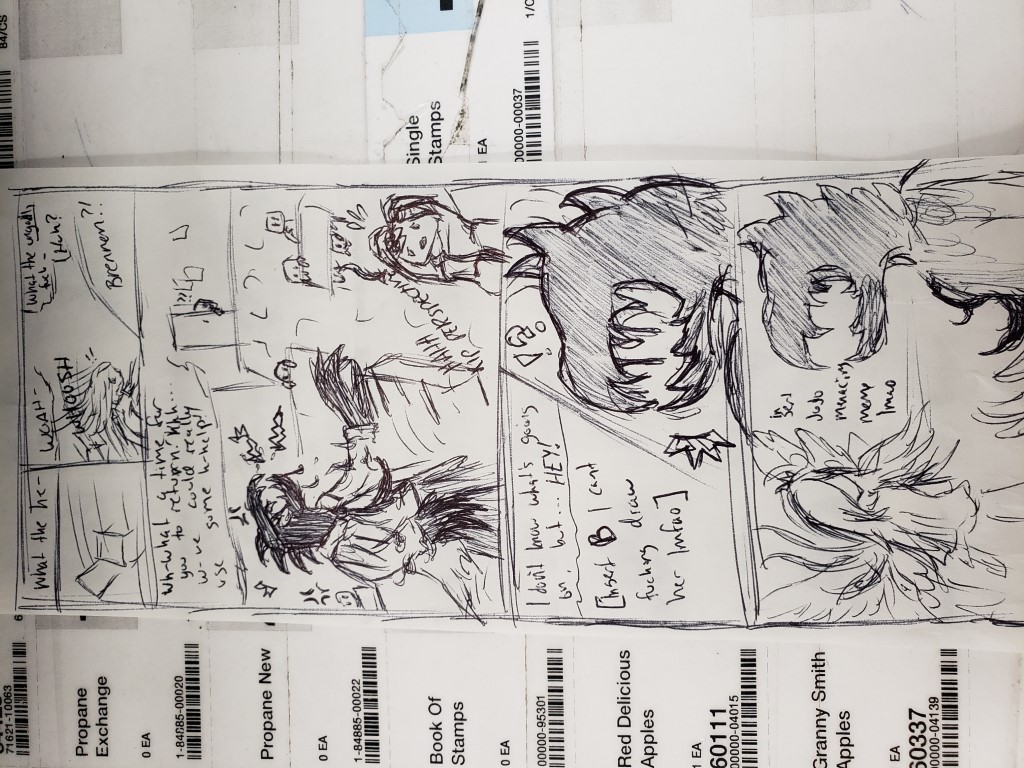 71621-10063
84/CS
Propane
Exchange
0 EA
1-84885-00020
Propane New
0 EA
1-84885-00022
Book Of
Stamps
0 EA
00000-95301
Red Delicious
Apples
1 EA
60111
00000-04015
Granny Smith
Apples
EA
60337
00000-04139
Single
Stamps
EA
00000-00037
1/C
What the he-
WOAH-
WHOOSH
What the ungodly
fuck-
Huh?
Brennen?!
Wh-what a time for
you to return! Hhh...
w-we could really
use some h-help!!
HAHA
RIP PERSPECTIVE
I don't know what's going
on, but... HEY!
!?
[insert B I cant
fucking draw
her lmfao]
in
sert
JoJo
menacing
meme
lmao